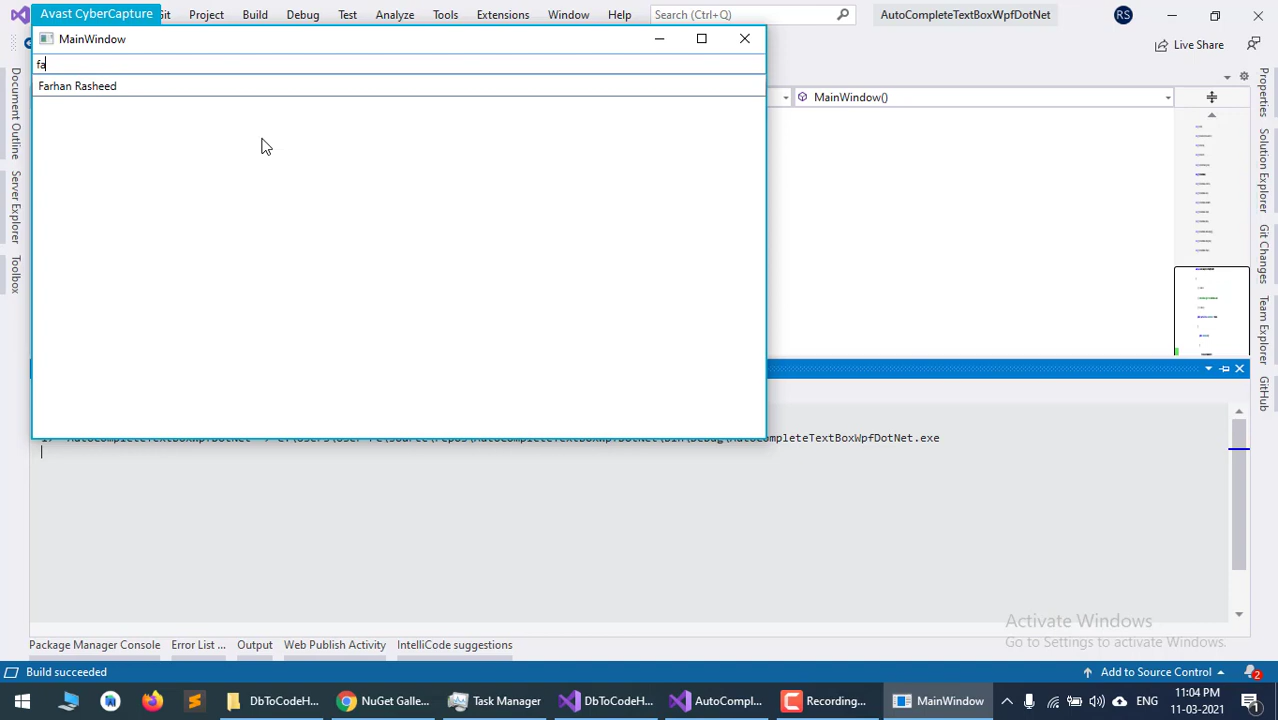 Avast CyberCapture
Git Project Build Debug Test Analyze Tools Extensions Window Help Search (Ctrl+Q) AutoCompleteTextBoxWpfDotNet RS
MainWindow
Live Share
fa
Farhan Rasheed
MainWindow()
Document Outline
Server Explorer
Toolbox
Properties
Solution Explorer
Git Changes
Team Explorer
GitHub
Activate Windows
Go to Settings to activate Windows.
Package Manager Console Error List ... Output Web Publish Activity IntelliCode suggestions
Build succeeded Add to Source Control 2
DbToCodeH... NuGet Galle... Task Manager DbToCodeH... AutoCompl... Recording... MainWindow ENG 11:04 PM
11-03-2021 1